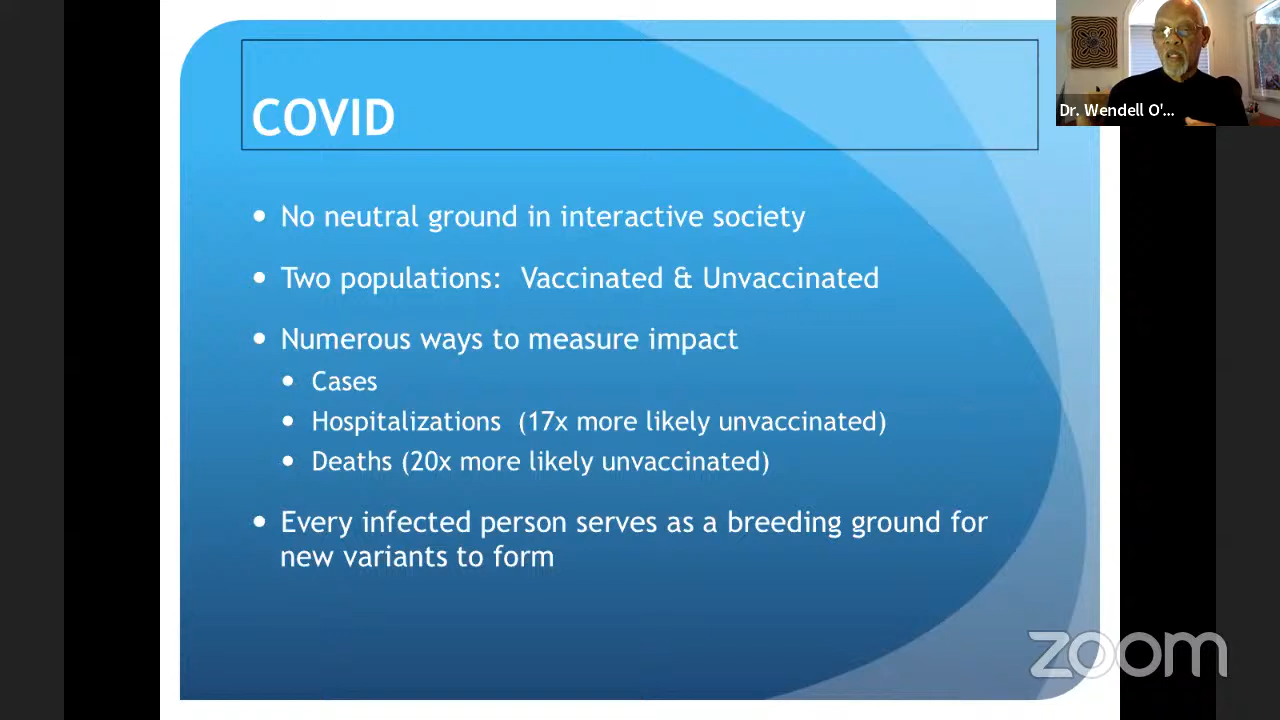 COVID
Dr. Wendell O'...
• No neutral ground in interactive society
• Two populations: Vaccinated & Unvaccinated
• Numerous ways to measure impact
• Cases
• Hospitalizations (17x more likely unvaccinated)
• Deaths (20x more likely unvaccinated)
• Every infected person serves as a breeding ground for
new variants to form
zoom